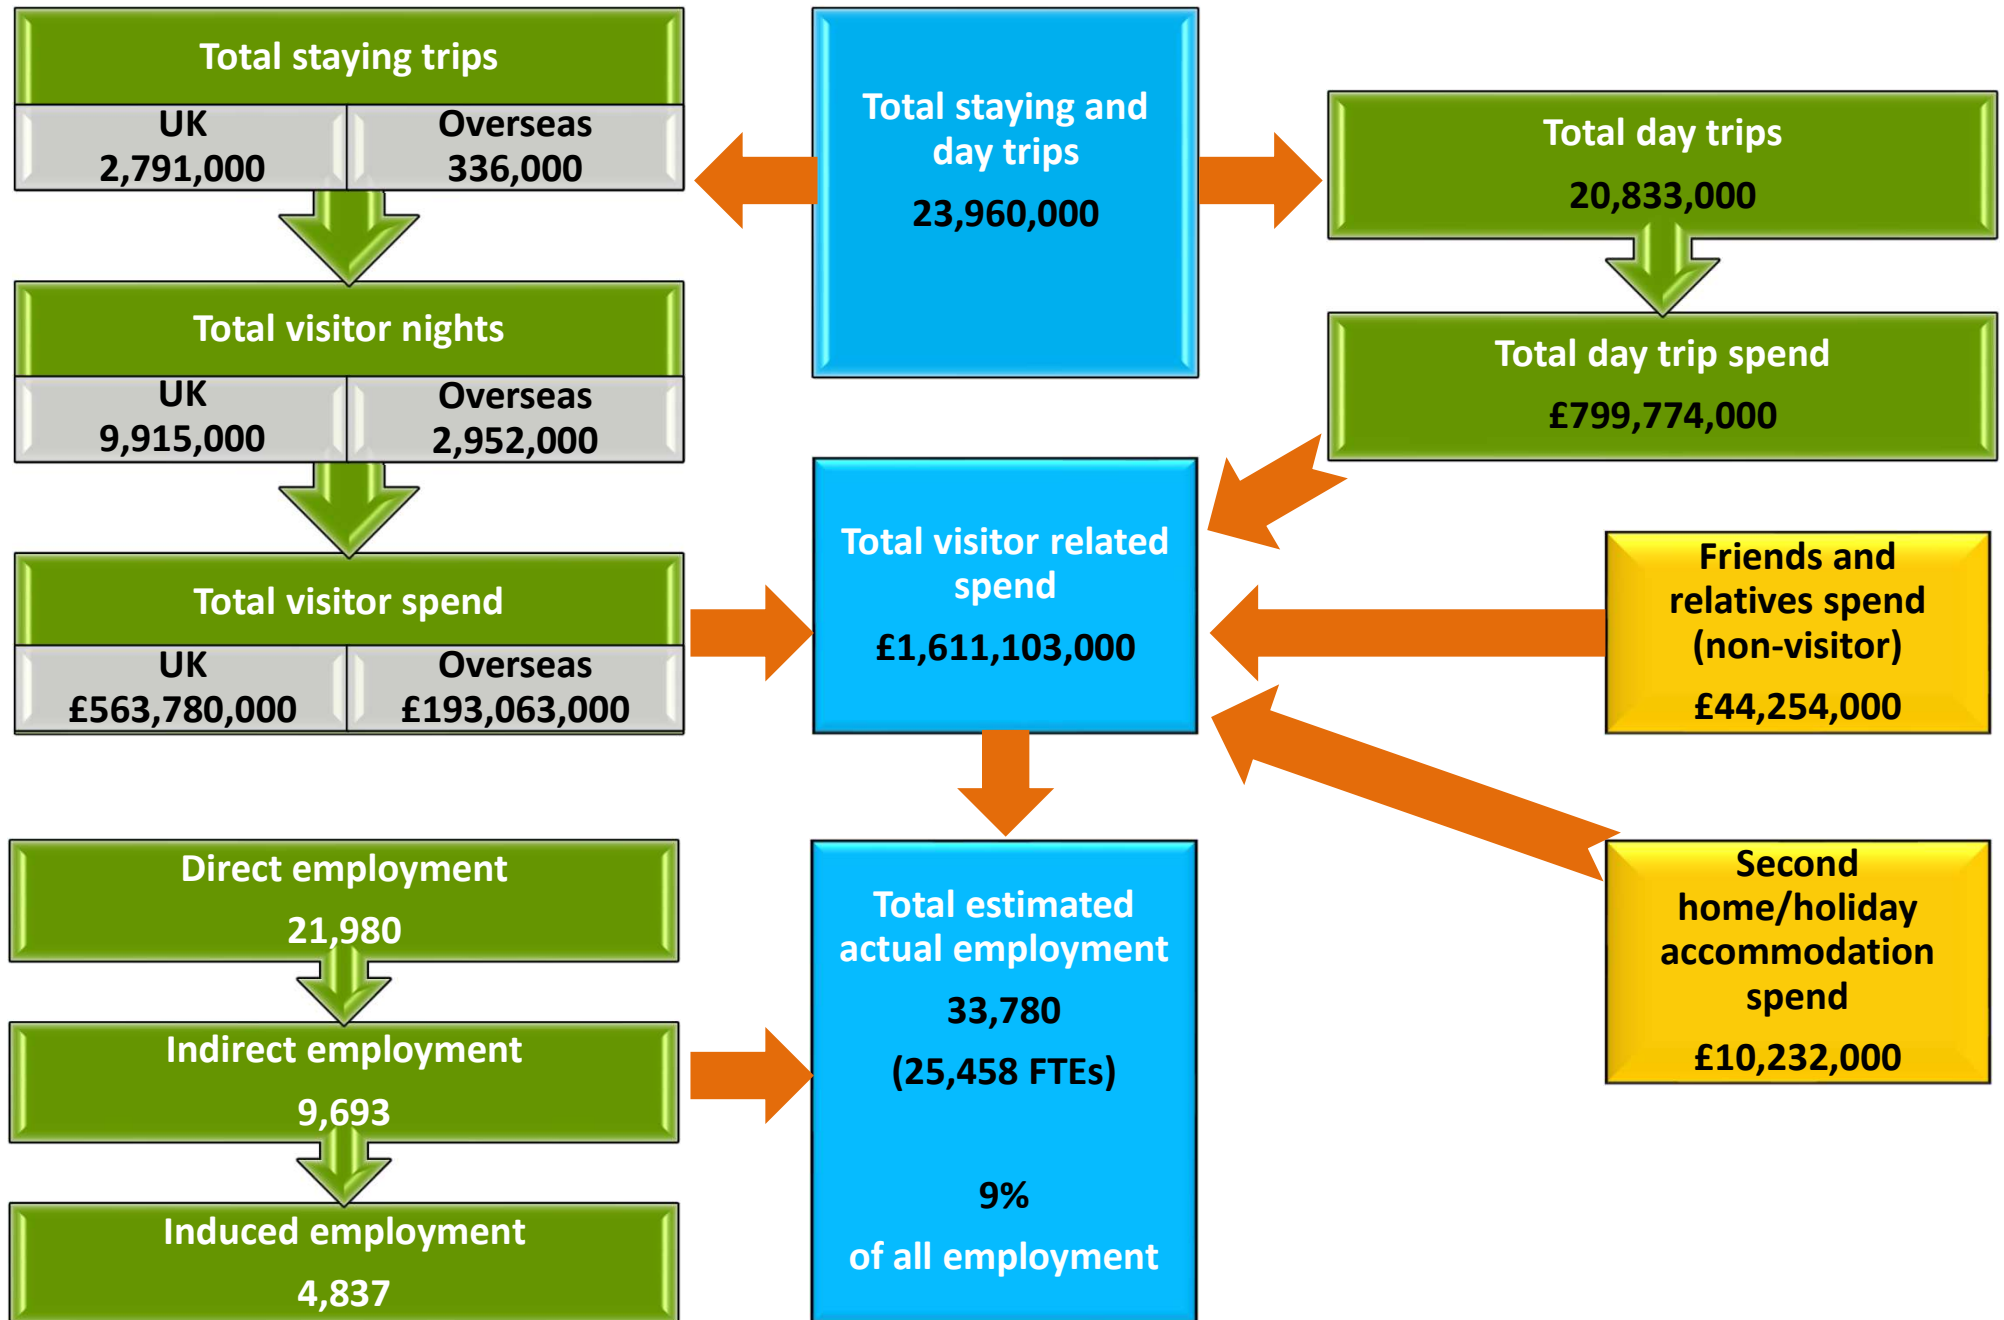 Total staying trips
UK
2,791,000
Overseas
336,000
Total visitor nights
UK
9,915,000
Overseas
2,952,000
Total visitor spend
UK
£563,780,000
Overseas
£193,063,000
Direct employment
21,980
Indirect employment
9,693
Induced employment
4,837
Total staying and
day trips
23,960,000
Total visitor related
spend
£1,611,103,000
Total estimated
actual employment
33,780
(25,458 FTEs)
9%
of all employment
Total day trips
20,833,000
Total day trip spend
£799,774,000
Friends and
relatives spend
(non-visitor)
£44,254,000
Second
home/holiday
accommodation
spend
£10,232,000